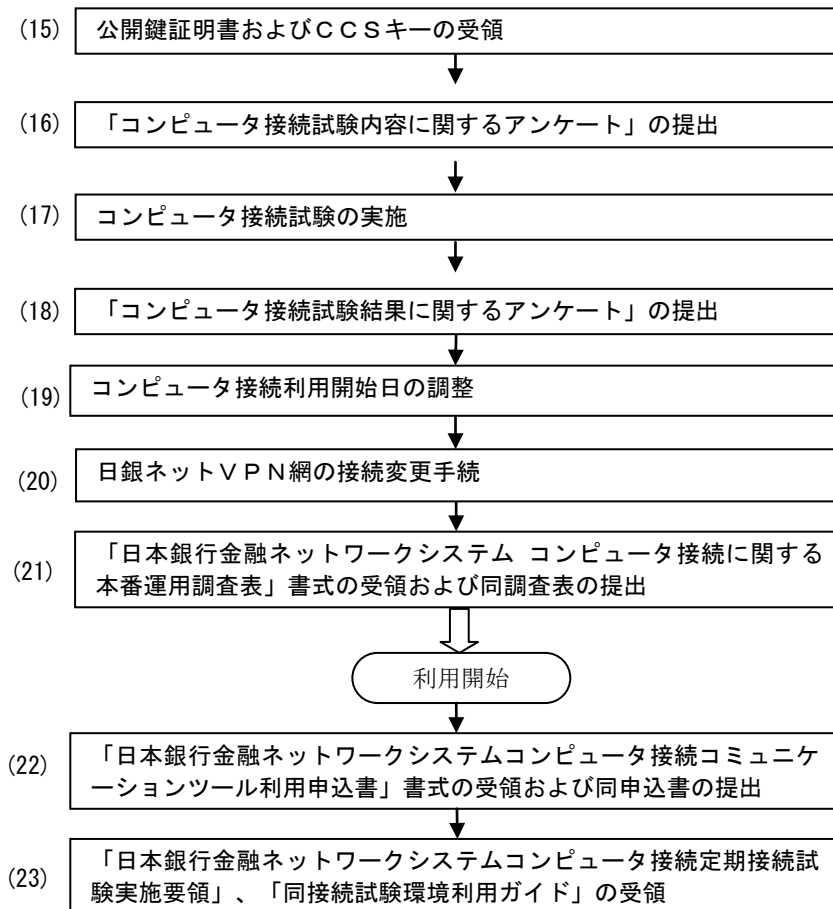 (15) 公開鍵証明書およびＣＣＳキーの受領
(16) 「コンピュータ接続試験内容に関するアンケート」の提出
(17) コンピュータ接続試験の実施
(18) 「コンピュータ接続試験結果に関するアンケート」の提出
(19) コンピュータ接続利用開始日の調整
(20) 日銀ネットＶＰＮ網の接続変更手続
(21) 「日本銀行金融ネットワークシステム コンピュータ接続に関する
本番運用調査表」書式の受領および同調査表の提出
利用開始
(22) 「日本銀行金融ネットワークシステムコンピュータ接続コミュニケ
ーションツール利用申込書」書式の受領および同申込書の提出
(23) 「日本銀行金融ネットワークシステムコンピュータ接続定期接続試
験実施要領」、「同接続試験環境利用ガイド」の受領